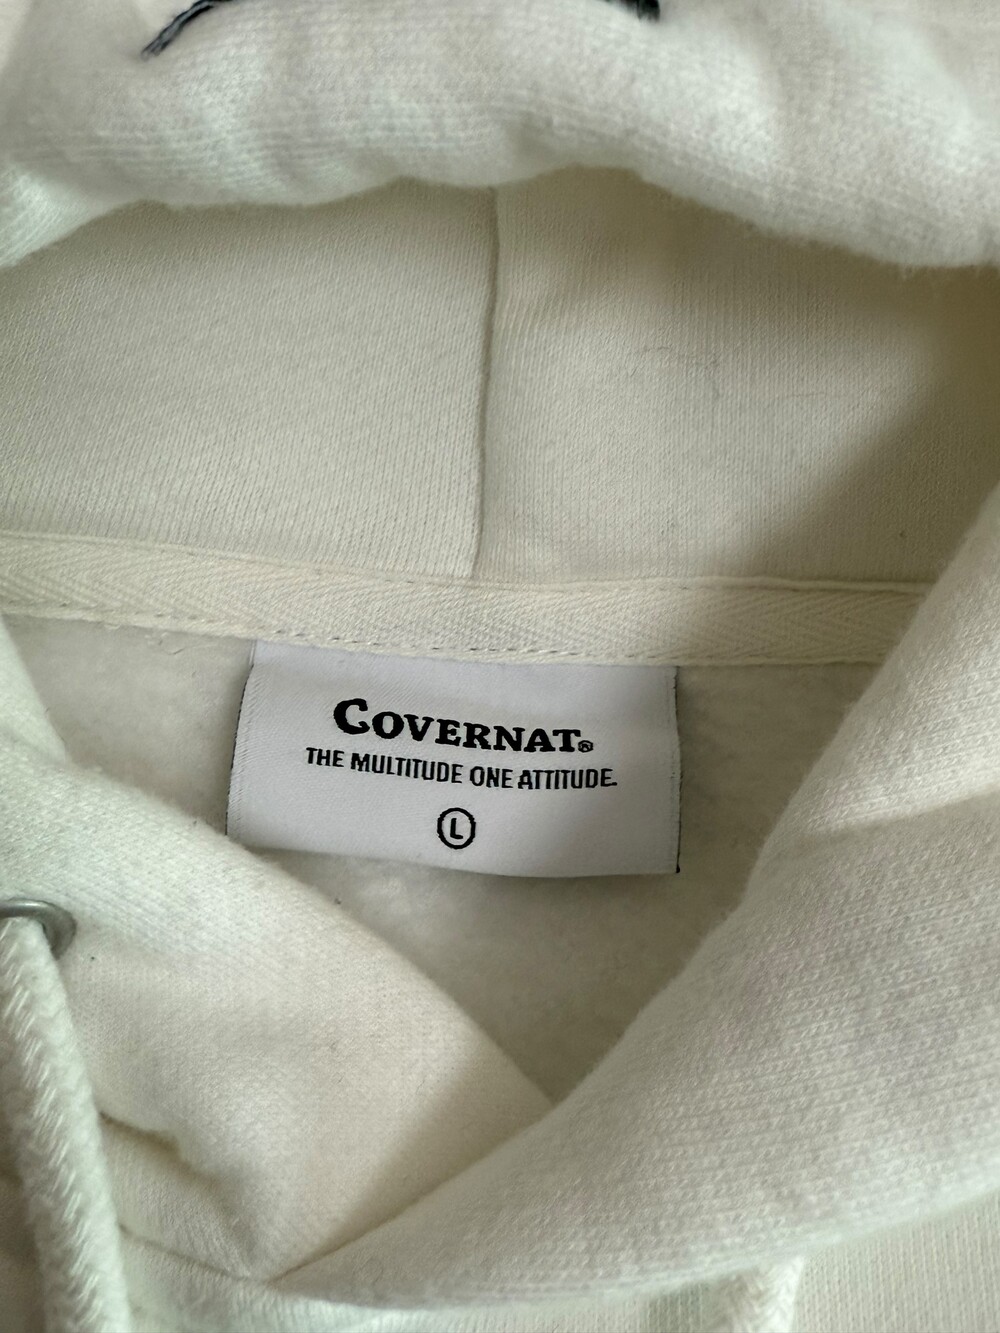 COVERNAT®
THE MULTITUDE ONE ATTITUDE.
L